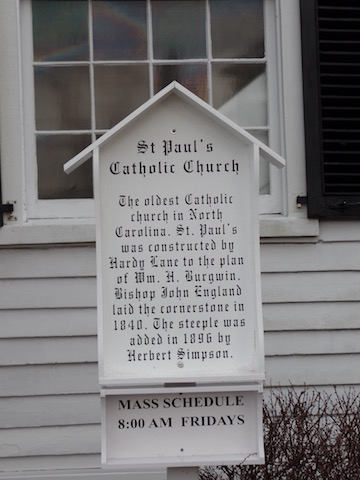 St Paul's
Catholic Church
The oldest Catholic
church in North
Carolina. St. Paul's
was constructed by
Hardy Lane to the plan
of Wm. H. Burgwin.
Bishop John England
laid the cornerstone in
1840. The steeple was
added in 1896 by
Herbert Simpson.
MASS SCHEDULE
8:00 AM FRIDAYS